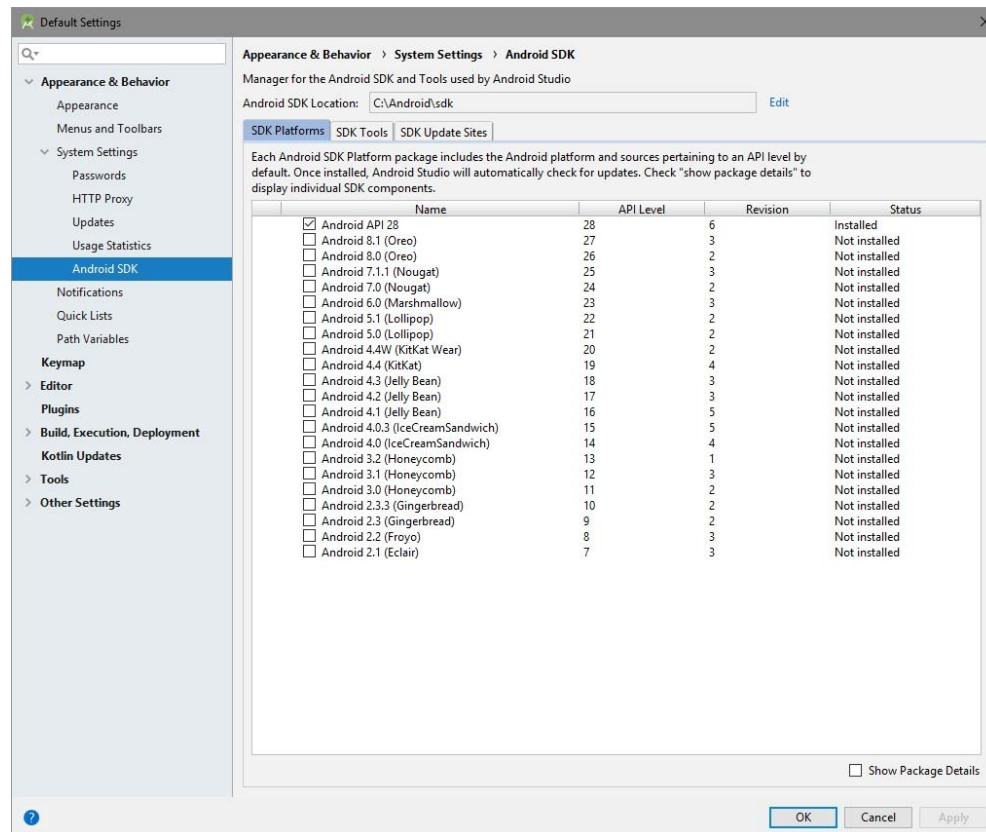 Default Settings
Appearance & Behavior
Appearance
Menus and Toolbars
System Settings
Passwords
HTTP Proxy
Updates
Usage Statistics
Android SDK
Notifications
Quick Lists
Path Variables
Keymap
Editor
Plugins
Build, Execution, Deployment
Kotlin Updates
Tools
Other Settings
Appearance & Behavior > System Settings > Android SDK
Manager for the Android SDK and Tools used by Android Studio
Android SDK Location: C:\Android\sdk Edit
SDK Platforms SDK Tools SDK Update Sites
Each Android SDK Platform package includes the Android platform and sources pertaining to an API level by
default. Once installed, Android Studio will automatically check for updates. Check "show package details" to
display individual SDK components.
Name API Level Revision Status
Android API 28 28 6 Installed
Android 8.1 (Oreo) 27 3 Not installed
Android 8.0 (Oreo) 26 2 Not installed
Android 7.1.1 (Nougat) 25 3 Not installed
Android 7.0 (Nougat) 24 2 Not installed
Android 6.0 (Marshmallow) 23 3 Not installed
Android 5.1 (Lollipop) 22 2 Not installed
Android 5.0 (Lollipop) 21 2 Not installed
Android 4.4W (KitKat Wear) 20 2 Not installed
Android 4.4 (KitKat) 19 4 Not installed
Android 4.3 (Jelly Bean) 18 3 Not installed
Android 4.2 (Jelly Bean) 17 3 Not installed
Android 4.1 (Jelly Bean) 16 5 Not installed
Android 4.0.3 (IceCreamSandwich) 15 5 Not installed
Android 4.0 (IceCreamSandwich) 14 4 Not installed
Android 3.2 (Honeycomb) 13 1 Not installed
Android 3.1 (Honeycomb) 12 3 Not installed
Android 3.0 (Honeycomb) 11 2 Not installed
Android 2.3.3 (Gingerbread) 10 2 Not installed
Android 2.3 (Gingerbread) 9 2 Not installed
Android 2.2 (Froyo) 8 3 Not installed
Android 2.1 (Eclair) 7 3 Not installed
Show Package Details
? OK Cancel Apply